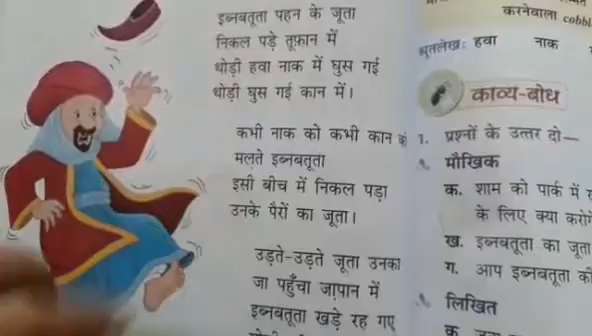 इब्नबतूता पहन के जूता
निकल पड़े तूफ़ान में
थोड़ी हवा नाक में घुस गई
थोड़ी घुस गई कान में।
कभी नाक को कभी कान को
मलते इब्नबतूता
इसी बीच में निकल पड़ा
उनके पैरों का जूता।
उड़ते-उड़ते जूता उनका
जा पहुँचा जापान में
इब्नबतूता खड़े रह गए
करनेवाला
श्रुतलेख: हवा नाक
काव्य-बोध
1. प्रश्नों के उत्तर दो—
मौखिक
क. शाम को पार्क में
के लिए क्या करोगे
ख. इब्नबतूता का जूता
ग. आप इब्नबतूता की
लिखित